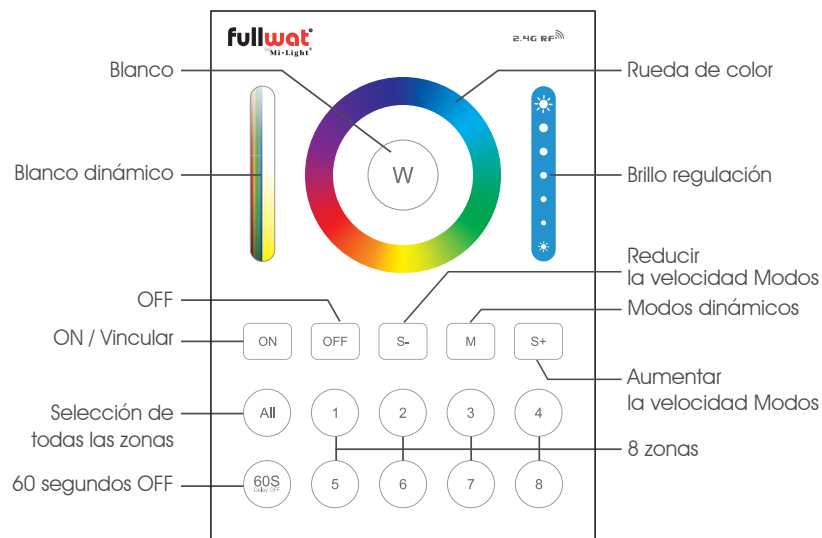 fullwat
by Mi·Light®
2.4G RF
Blanco
Rueda de color
W
Blanco dinámico
Brillo regulación
Reducir
la velocidad Modos
OFF
Modos dinámicos
ON / Vincular
ON
OFF
S-
M
S+
Aumentar
la velocidad Modos
Selección de
todas las zonas
All
1
2
3
4
8 zonas
60 segundos OFF
60S
Delay OFF
5
6
7
8